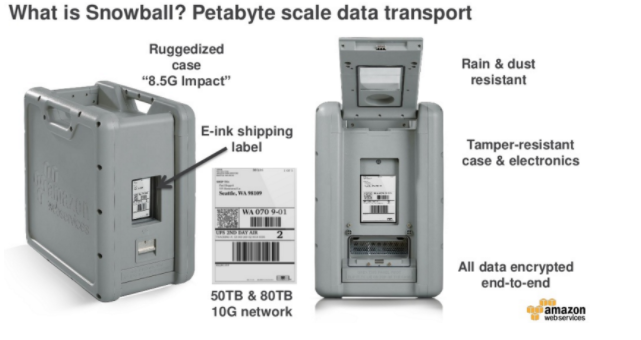 What is Snowball? Petabyte scale data transport
Ruggedized
case
“8.5G Impact”
E-ink shipping
label
Rain & dust
resistant
Tamper-resistant
case & electronics
All data encrypted
end-to-end
Seattle, WA 98109
WA 070 9-01
UPS 2ND DAY AIR
2
50TB & 80TB
10G network
amazon
webservices
amazon
webservices